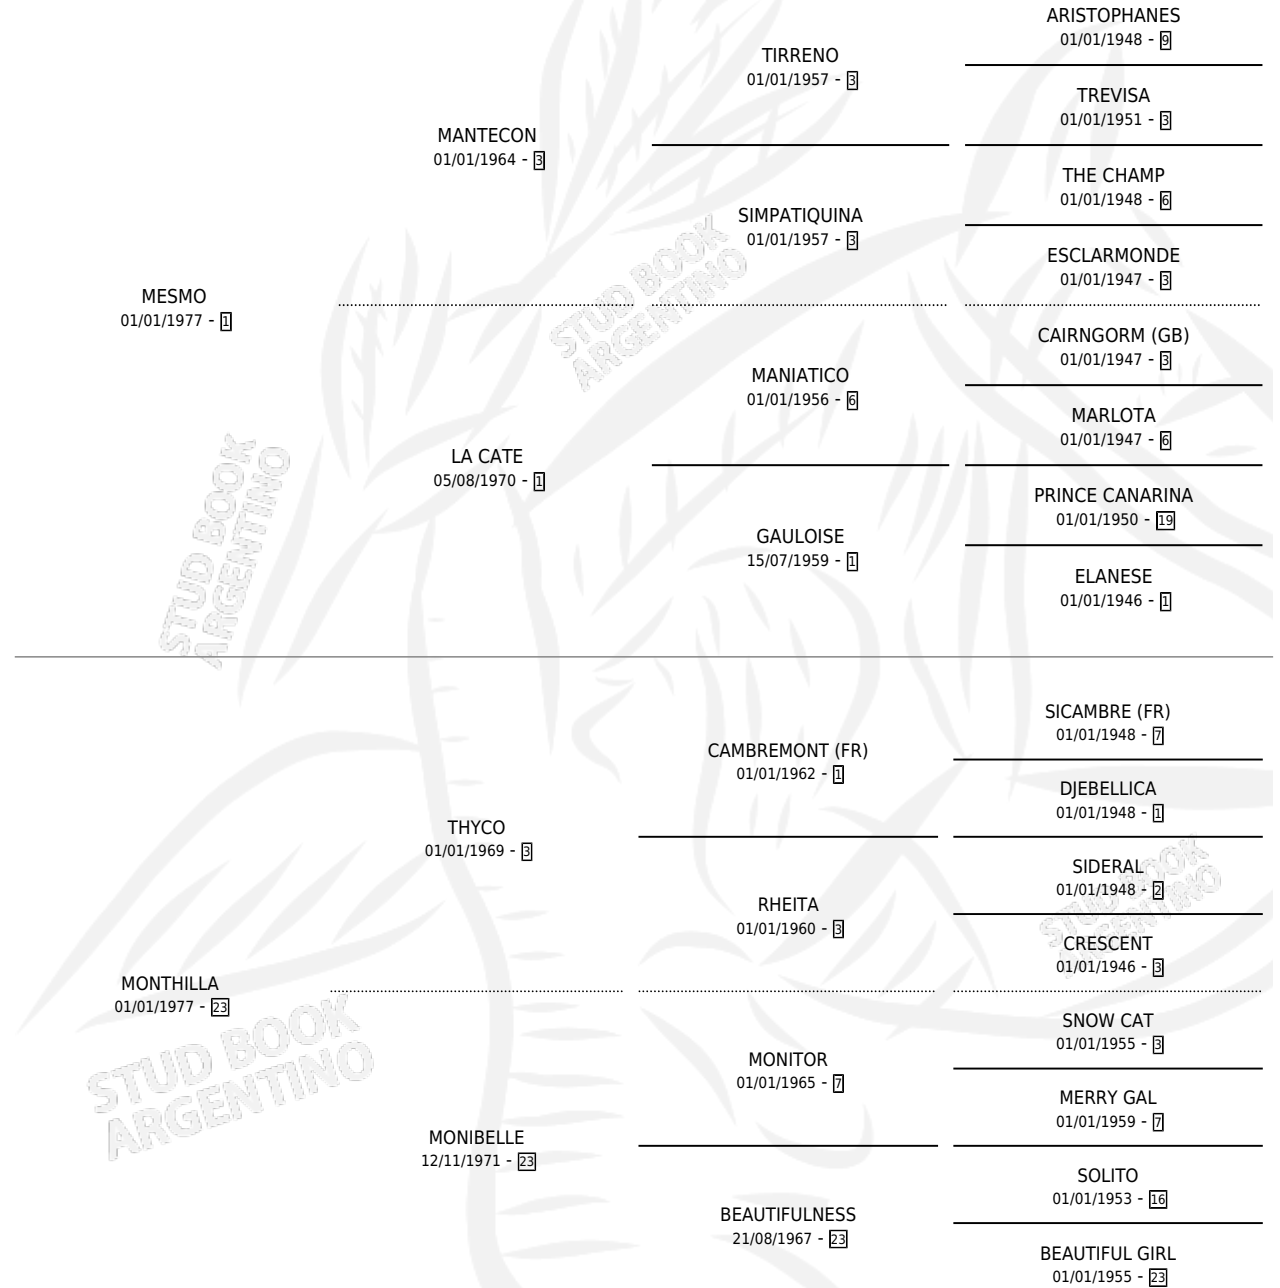 ARISTOPHANES
01/01/1948 - 9
TIRRENO
01/01/1957 - 3
TREVISA
01/01/1951 - 3
MANTECON
01/01/1964 - 3
THE CHAMP
01/01/1948 - 6
SIMPATIQUINA
01/01/1957 - 3
ESCLARMONDE
01/01/1947 - 3
MESMO
01/01/1977 - 1
STUD BOOK
ARGENTINO
CAIRNGORM (GB)
01/01/1947 - 3
MANIATICO
01/01/1956 - 6
MARLOTA
01/01/1947 - 6
LA CATE
05/08/1970 - 1
PRINCE CANARINA
01/01/1950 - 19
GAULOISE
15/07/1959 - 1
ELANESE
01/01/1946 - 1
STUD BOOK
ARGENTINO
SICAMBRE (FR)
01/01/1948 - 7
CAMBREMONT (FR)
01/01/1962 - 1
DJEBELLICA
01/01/1948 - 1
THYCO
01/01/1969 - 3
SIDERAL
01/01/1948 - 2
RHEITA
01/01/1960 - 3
STUD BOOK
ARGENTINO
CRESCENT
01/01/1946 - 3
MONTHILLA
01/01/1977 - 23
SNOW CAT
01/01/1955 - 3
MONITOR
01/01/1965 - 7
MERRY GAL
01/01/1959 - 7
STUD BOOK
ARGENTINO
MONIBELLE
12/11/1971 - 23
SOLITO
01/01/1953 - 16
BEAUTIFULNESS
21/08/1967 - 23
BEAUTIFUL GIRL
01/01/1955 - 23